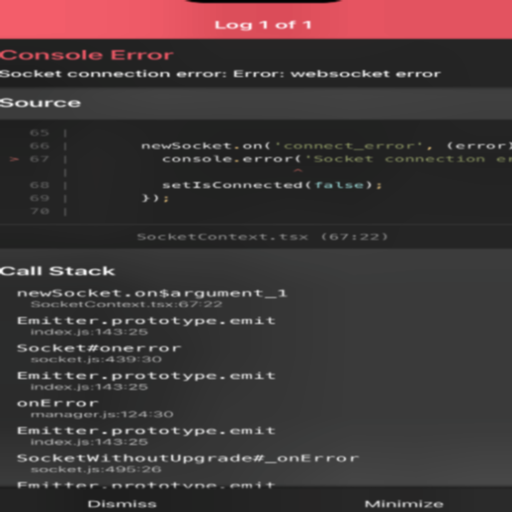 Log 1 of 1
Console Error
Socket connection error: Error: websocket error
Source
65 |
66 | newSocket.on('connect_error', (error)
> 67 | console.error('Socket connection er
| ^
68 | setIsConnected(false);
69 | });
70 |
SocketContext.tsx (67:22)
Call Stack
newSocket.on$argument_1
SocketContext.tsx:67:22
Emitter.prototype.emit
index.js:143:25
Socket#onerror
socket.js:439:30
Emitter.prototype.emit
index.js:143:25
onError
manager.js:124:30
Emitter.prototype.emit
index.js:143:25
SocketWithoutUpgrade#_onError
socket.js:495:26
Emitter.prototype.emit
Dismiss
Minimize